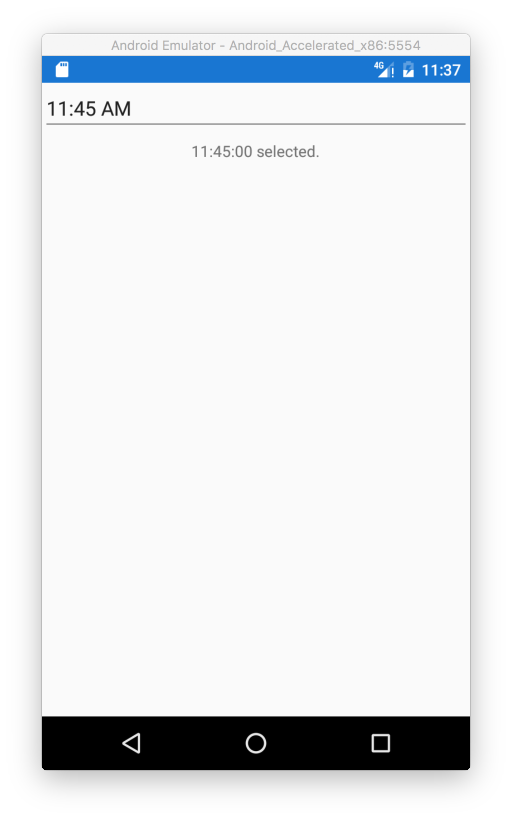 Android Emulator - Android_Accelerated_x86:5554
4G 11:37
11:45 AM
11:45:00 selected.